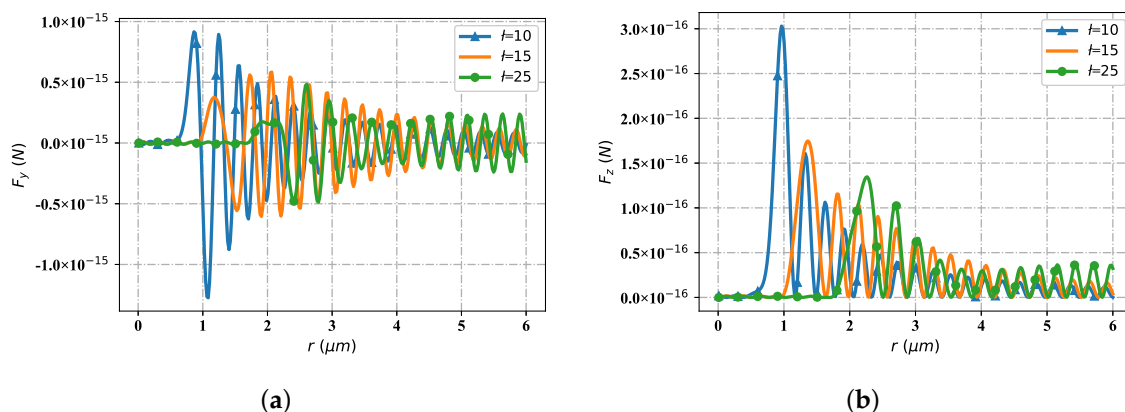 1.0×10⁻¹⁵
0.5×10⁻¹⁵
0.0×10⁻¹⁵
-0.5×10⁻¹⁵
-1.0×10⁻¹⁵
F_y (N)
ℓ=10
ℓ=15
ℓ=25
0 1 2 3 4 5 6
r (μm)
(a)
3.0×10⁻¹⁶
2.5×10⁻¹⁶
2.0×10⁻¹⁶
1.5×10⁻¹⁶
1.0×10⁻¹⁶
0.5×10⁻¹⁶
0.0×10⁻¹⁶
F_z (N)
ℓ=10
ℓ=15
ℓ=25
0 1 2 3 4 5 6
r (μm)
(b)